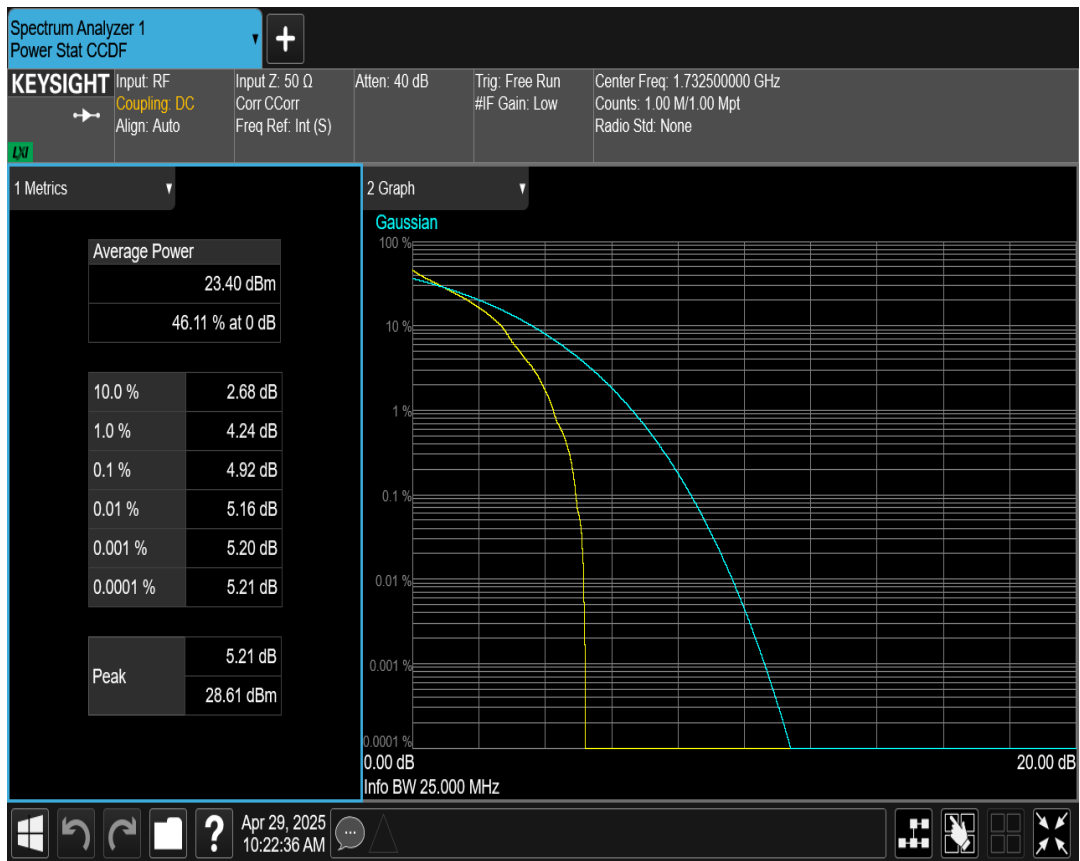 Spectrum Analyzer 1
Power Stat CCDF
+
KEYSIGHT
LXI
Input: RF
Coupling: DC
Align: Auto
Input Z: 50 Ω
Corr CCorr
Freq Ref: Int (S)
Atten: 40 dB
Trig: Free Run
#IF Gain: Low
Center Freq: 1.732500000 GHz
Counts: 1.00 M/1.00 Mpt
Radio Std: None
1 Metrics
Average Power
23.40 dBm
46.11 % at 0 dB
10.0 % 2.68 dB
1.0 % 4.24 dB
0.1 % 4.92 dB
0.01 % 5.16 dB
0.001 % 5.20 dB
0.0001 % 5.21 dB
Peak 5.21 dB
28.61 dBm
2 Graph
Gaussian
100 %
10 %
1 %
0.1 %
0.01 %
0.001 %
0.0001 %
0.00 dB 20.00 dB
Info BW 25.000 MHz
?
Apr 29, 2025
10:22:36 AM